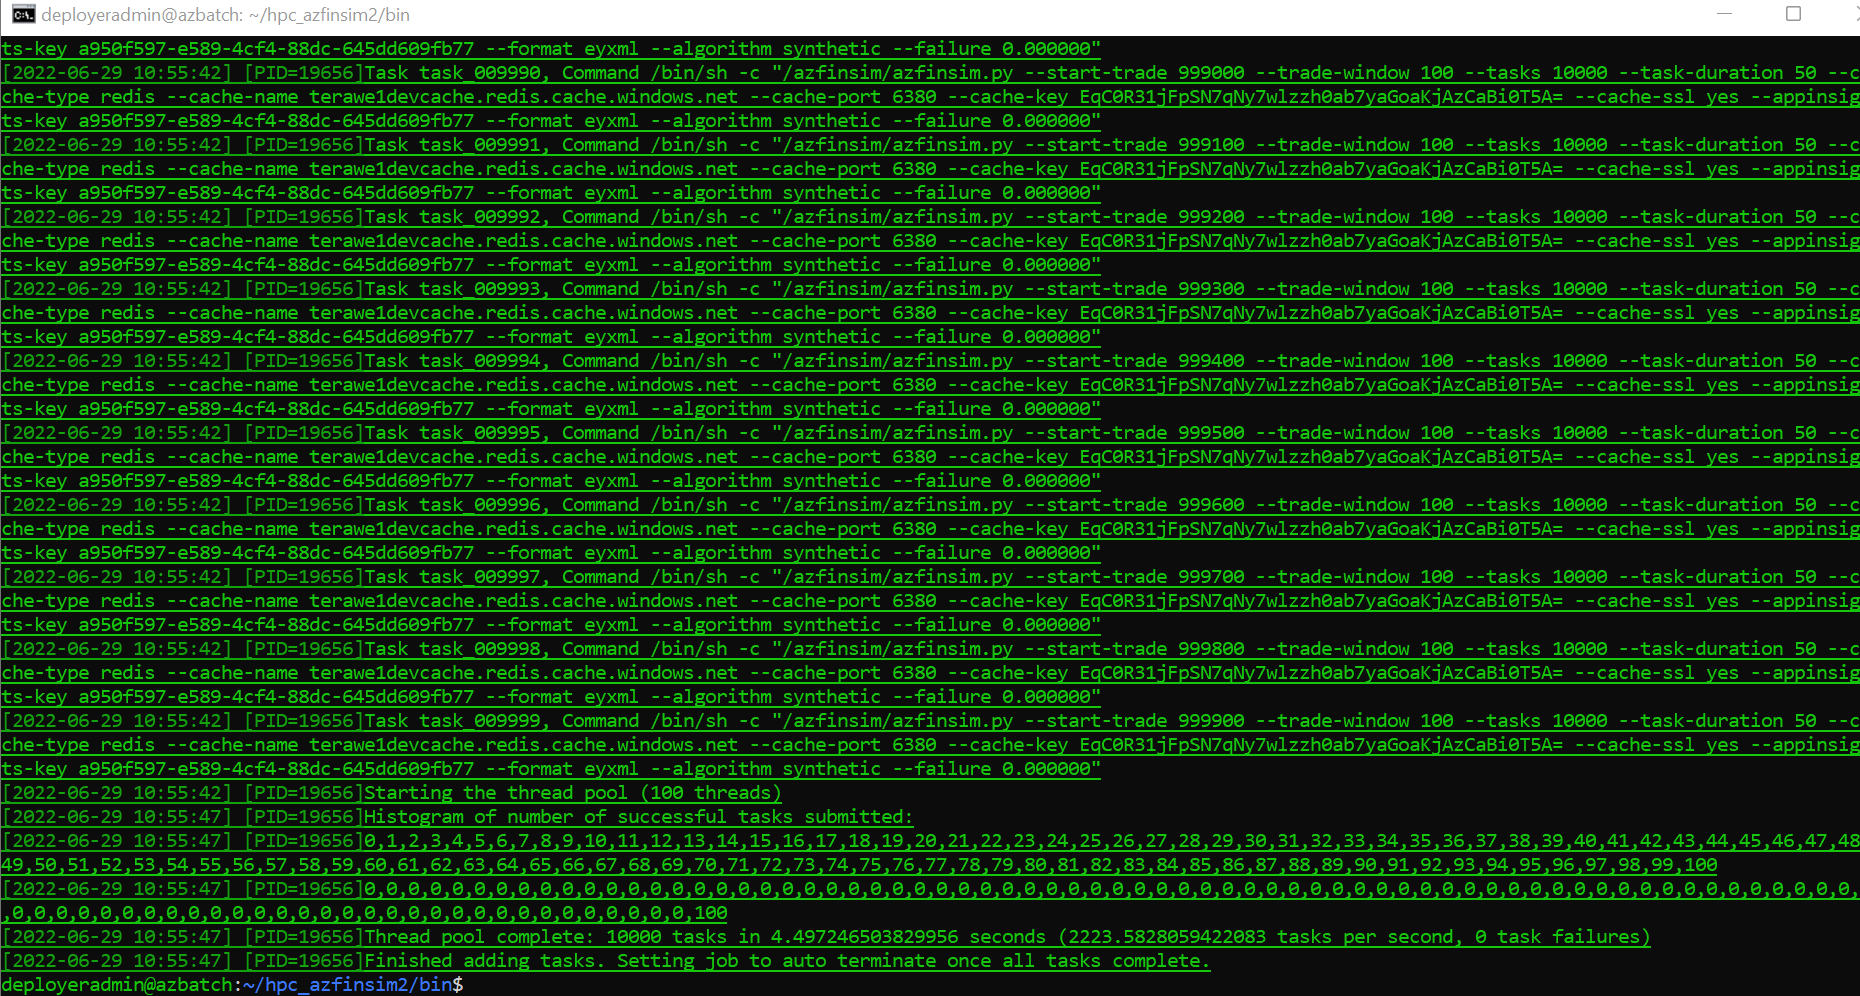 deployeradmin@azbatch: ~/hpc_azfinsim2/bin
ts-key a950f597-e589-4cf4-88dc-645dd609fb77 --format eyxml --algorithm synthetic --failure 0.000000"
[2022-06-29 10:55:42] [PID=19656]Task task_009990, Command /bin/sh -c "/azfinsim/azfinsim.py --start-trade 999000 --trade-window 100 --tasks 10000 --task-duration 50 --c
che-type redis --cache-name terawe1devcache.redis.cache.windows.net --cache-port 6380 --cache-key EqC0R31jFpSN7qNy7wlzzh0ab7yaGoaKjAzCaBi0T5A= --cache-ssl yes --appinsig
ts-key a950f597-e589-4cf4-88dc-645dd609fb77 --format eyxml --algorithm synthetic --failure 0.000000"
[2022-06-29 10:55:42] [PID=19656]Task task_009991, Command /bin/sh -c "/azfinsim/azfinsim.py --start-trade 999100 --trade-window 100 --tasks 10000 --task-duration 50 --c
che-type redis --cache-name terawe1devcache.redis.cache.windows.net --cache-port 6380 --cache-key EqC0R31jFpSN7qNy7wlzzh0ab7yaGoaKjAzCaBi0T5A= --cache-ssl yes --appinsig
ts-key a950f597-e589-4cf4-88dc-645dd609fb77 --format eyxml --algorithm synthetic --failure 0.000000"
[2022-06-29 10:55:42] [PID=19656]Task task_009992, Command /bin/sh -c "/azfinsim/azfinsim.py --start-trade 999200 --trade-window 100 --tasks 10000 --task-duration 50 --c
che-type redis --cache-name terawe1devcache.redis.cache.windows.net --cache-port 6380 --cache-key EqC0R31jFpSN7qNy7wlzzh0ab7yaGoaKjAzCaBi0T5A= --cache-ssl yes --appinsig
ts-key a950f597-e589-4cf4-88dc-645dd609fb77 --format eyxml --algorithm synthetic --failure 0.000000"
[2022-06-29 10:55:42] [PID=19656]Task task_009993, Command /bin/sh -c "/azfinsim/azfinsim.py --start-trade 999300 --trade-window 100 --tasks 10000 --task-duration 50 --c
che-type redis --cache-name terawe1devcache.redis.cache.windows.net --cache-port 6380 --cache-key EqC0R31jFpSN7qNy7wlzzh0ab7yaGoaKjAzCaBi0T5A= --cache-ssl yes --appinsig
ts-key a950f597-e589-4cf4-88dc-645dd609fb77 --format eyxml --algorithm synthetic --failure 0.000000"
[2022-06-29 10:55:42] [PID=19656]Task task_009994, Command /bin/sh -c "/azfinsim/azfinsim.py --start-trade 999400 --trade-window 100 --tasks 10000 --task-duration 50 --c
che-type redis --cache-name terawe1devcache.redis.cache.windows.net --cache-port 6380 --cache-key EqC0R31jFpSN7qNy7wlzzh0ab7yaGoaKjAzCaBi0T5A= --cache-ssl yes --appinsig
ts-key a950f597-e589-4cf4-88dc-645dd609fb77 --format eyxml --algorithm synthetic --failure 0.000000"
[2022-06-29 10:55:42] [PID=19656]Task task_009995, Command /bin/sh -c "/azfinsim/azfinsim.py --start-trade 999500 --trade-window 100 --tasks 10000 --task-duration 50 --c
che-type redis --cache-name terawe1devcache.redis.cache.windows.net --cache-port 6380 --cache-key EqC0R31jFpSN7qNy7wlzzh0ab7yaGoaKjAzCaBi0T5A= --cache-ssl yes --appinsig
ts-key a950f597-e589-4cf4-88dc-645dd609fb77 --format eyxml --algorithm synthetic --failure 0.000000"
[2022-06-29 10:55:42] [PID=19656]Task task_009996, Command /bin/sh -c "/azfinsim/azfinsim.py --start-trade 999600 --trade-window 100 --tasks 10000 --task-duration 50 --c
che-type redis --cache-name terawe1devcache.redis.cache.windows.net --cache-port 6380 --cache-key EqC0R31jFpSN7qNy7wlzzh0ab7yaGoaKjAzCaBi0T5A= --cache-ssl yes --appinsig
ts-key a950f597-e589-4cf4-88dc-645dd609fb77 --format eyxml --algorithm synthetic --failure 0.000000"
[2022-06-29 10:55:42] [PID=19656]Task task_009997, Command /bin/sh -c "/azfinsim/azfinsim.py --start-trade 999700 --trade-window 100 --tasks 10000 --task-duration 50 --c
che-type redis --cache-name terawe1devcache.redis.cache.windows.net --cache-port 6380 --cache-key EqC0R31jFpSN7qNy7wlzzh0ab7yaGoaKjAzCaBi0T5A= --cache-ssl yes --appinsig
ts-key a950f597-e589-4cf4-88dc-645dd609fb77 --format eyxml --algorithm synthetic --failure 0.000000"
[2022-06-29 10:55:42] [PID=19656]Task task_009998, Command /bin/sh -c "/azfinsim/azfinsim.py --start-trade 999800 --trade-window 100 --tasks 10000 --task-duration 50 --c
che-type redis --cache-name terawe1devcache.redis.cache.windows.net --cache-port 6380 --cache-key EqC0R31jFpSN7qNy7wlzzh0ab7yaGoaKjAzCaBi0T5A= --cache-ssl yes --appinsig
ts-key a950f597-e589-4cf4-88dc-645dd609fb77 --format eyxml --algorithm synthetic --failure 0.000000"
[2022-06-29 10:55:42] [PID=19656]Task task_009999, Command /bin/sh -c "/azfinsim/azfinsim.py --start-trade 999900 --trade-window 100 --tasks 10000 --task-duration 50 --c
che-type redis --cache-name terawe1devcache.redis.cache.windows.net --cache-port 6380 --cache-key EqC0R31jFpSN7qNy7wlzzh0ab7yaGoaKjAzCaBi0T5A= --cache-ssl yes --appinsig
ts-key a950f597-e589-4cf4-88dc-645dd609fb77 --format eyxml --algorithm synthetic --failure 0.000000"
[2022-06-29 10:55:42] [PID=19656]Starting the thread pool (100 threads)
[2022-06-29 10:55:47] [PID=19656]Histogram of number of successful tasks submitted:
[2022-06-29 10:55:47] [PID=19656]0,1,2,3,4,5,6,7,8,9,10,11,12,13,14,15,16,17,18,19,20,21,22,23,24,25,26,27,28,29,30,31,32,33,34,35,36,37,38,39,40,41,42,43,44,45,46,47,48
49,50,51,52,53,54,55,56,57,58,59,60,61,62,63,64,65,66,67,68,69,70,71,72,73,74,75,76,77,78,79,80,81,82,83,84,85,86,87,88,89,90,91,92,93,94,95,96,97,98,99,100
[2022-06-29 10:55:47] [PID=19656]0,0,0,0,0,0,0,0,0,0,0,0,0,0,0,0,0,0,0,0,0,0,0,0,0,0,0,0,0,0,0,0,0,0,0,0,0,0,0,0,0,0,0,0,0,0,0,0,0,0,0,0,0,0,0,0,0,0,0,0,0,0,0,0,0,0,0,0,
,0,0,0,0,0,0,0,0,0,0,0,0,0,0,0,0,0,0,0,0,0,0,0,0,0,0,0,0,0,0,0,100
[2022-06-29 10:55:47] [PID=19656]Thread pool complete: 10000 tasks in 4.497246503829956 seconds (2223.5828059422083 tasks per second, 0 task failures)
[2022-06-29 10:55:47] [PID=19656]Finished adding tasks. Setting job to auto terminate once all tasks complete.
deployeradmin@azbatch:~/hpc_azfinsim2/bin$